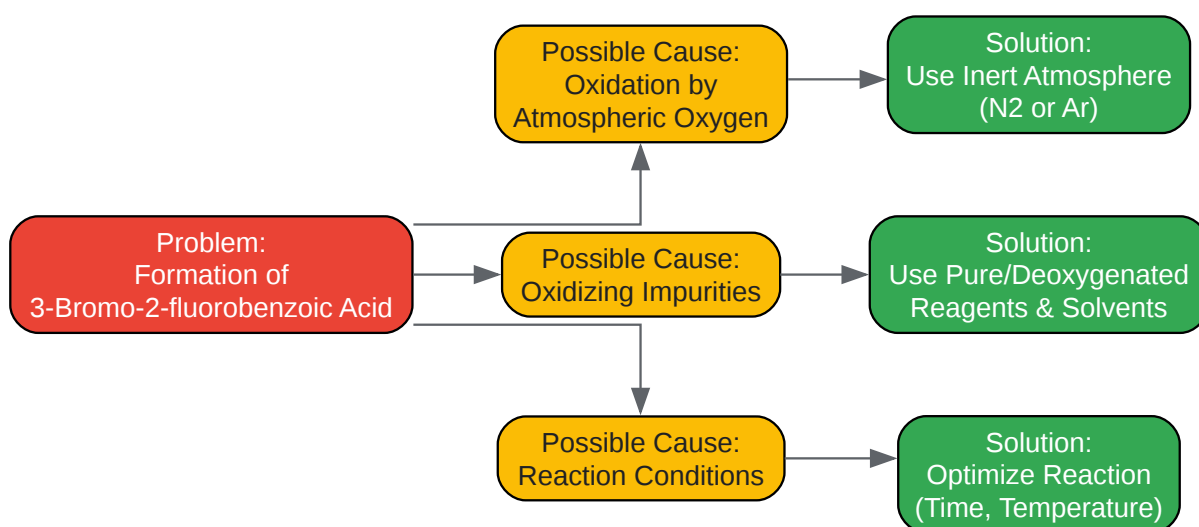 Problem:
Formation of
3-Bromo-2-fluorobenzoic Acid
Possible Cause:
Oxidation by
Atmospheric Oxygen
Solution:
Use Inert Atmosphere
(N2 or Ar)
Possible Cause:
Oxidizing Impurities
Solution:
Use Pure/Deoxygenated
Reagents & Solvents
Possible Cause:
Reaction Conditions
Solution:
Optimize Reaction
(Time, Temperature)